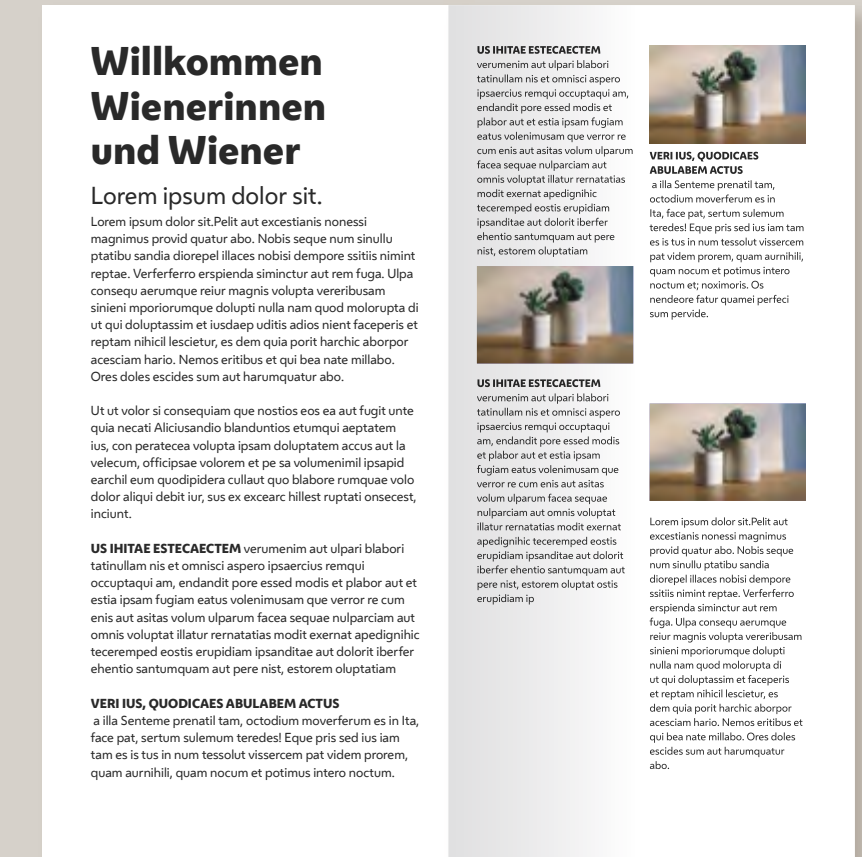 Willkommen
Wienerinnen
und Wiener
Lorem ipsum dolor sit.
Lorem ipsum dolor sit.Pelit aut excestianis nonessi
magnimus provid quatur abo. Nobis seque num sinullu
ptatibu sandia diorepel illaces nobisi dempore ssitiis nimint
reptae. Verferferro erspienda siminctur aut rem fuga. Ulpa
consequ aerumque reiur magnis volupta vereribusam
sinieni mporiorumque dolupti nulla nam quod molorupta di
ut qui doluptassim et iusdaep uditis adios nient faceperis et
reptam nihicil lescietur, es dem quia porit harchic aborpor
acesciam hario. Nemos eritibus et qui bea nate millabo.
Ores doles escides sum aut harumquatur abo.
Ut ut volor si consequiam que nostios eos ea aut fugit unte
quia necati Aliciusandio blanduntios etumqui aeptatem
ius, con peratecea volupta ipsam doluptatem accus aut la
velecum, officipsae volorem et pe sa volumenimil ipsapid
earchil eum quodipidera cullaut quo blabore rumquae volo
dolor aliqui debit iur, sus ex excearc hillest ruptati onsecest,
inciunt.
US IHITAE ESTECAECTEM verumenim aut ulpari blabori
tatinullam nis et omnisci aspero ipsaercius remqui
occuptaqui am, endandit pore essed modis et plabor aut et
estia ipsam fugiam eatus volenimusam que verror re cum
enis aut asitas volum ulparum facea sequae nulparciam aut
omnis voluptat illatur rernatatias modit exernat apedignihic
teceremped eostis erupidiam ipsanditae aut dolorit iberfer
ehentio santumquam aut pere nist, estorem oluptatiam
VERI IUS, QUODICAES ABULABEM ACTUS
a illa Senteme prenatil tam, octodium moverferum es in Ita,
face pat, sertum sulemum teredes! Eque pris sed ius iam
tam es is tus in num tessolut vissercem pat videm prorem,
quam aurnihili, quam nocum et potimus intero noctum.
US IHITAE ESTECAECTEM
verumenim aut ulpari blabori
tatinullam nis et omnisci aspero
ipsaercius remqui occuptaqui am,
endandit pore essed modis et
plabor aut et estia ipsam fugiam
eatus volenimusam que verror re
cum enis aut asitas volum ulparum
facea sequae nulparciam aut
omnis voluptat illatur rernatatias
modit exernat apedignihic
teceremped eostis erupidiam
ipsanditae aut dolorit iberfer
ehentio santumquam aut pere
nist, estorem oluptatiam
US IHITAE ESTECAECTEM
verumenim aut ulpari blabori
tatinullam nis et omnisci aspero
ipsaercius remqui occuptaqui
am, endandit pore essed modis
et plabor aut et estia ipsam
fugiam eatus volenimusam que
verror re cum enis aut asitas
volum ulparum facea sequae
nulparciam aut omnis voluptat
illatur rernatatias modit exernat
apedignihic teceremped eostis
erupidiam ipsanditae aut dolorit
iberfer ehentio santumquam aut
pere nist, estorem oluptat ostis
erupidiam ip
VERI IUS, QUODICAES
ABULABEM ACTUS
a illa Senteme prenatil tam,
octodium moverferum es in
Ita, face pat, sertum sulemum
teredes! Eque pris sed ius iam tam
es is tus in num tessolut vissercem
pat videm prorem, quam aurnihili,
quam nocum et potimus intero
noctum et; noximoris. Os
nendeore fatur quamei perfeci
sum pervide.
Lorem ipsum dolor sit.Pelit aut
excestianis nonessi magnimus
provid quatur abo. Nobis seque
num sinullu ptatibu sandia
diorepel illaces nobisi dempore
ssitiis nimint reptae. Verferferro
erspienda siminctur aut rem
fuga. Ulpa consequ aerumque
reiur magnis volupta vereribusam
sinieni mporiorumque dolupti
nulla nam quod molorupta di
ut qui doluptassim et faceperis
et reptam nihicil lescietur, es
dem quia porit harchic aborpor
acesciam hario. Nemos eritibus et
qui bea nate millabo. Ores doles
escides sum aut harumquatur
abo.